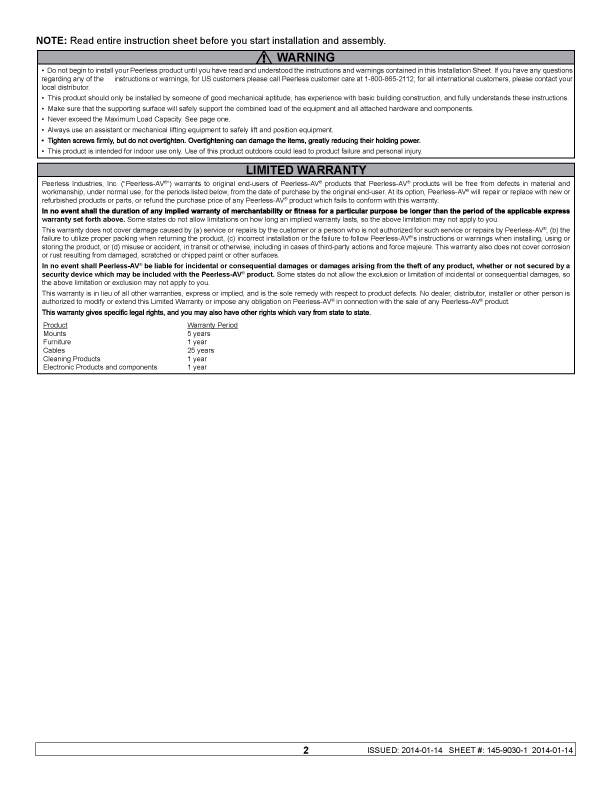 NOTE: Read entire instruction sheet before you start installation and assembly.
WARNING
• Do not begin to install your Peerless product until you have read and understood the instructions and warnings contained in this Installation Sheet. If you have any questions
regarding any of the instructions or warnings, for US customers please call Peerless customer care at 1-800-865-2112, for all international customers, please contact your
local distributor.
• This product should only be installed by someone of good mechanical aptitude, has experience with basic building construction, and fully understands these instructions.
• Make sure that the supporting surface will safely support the combined load of the equipment and all attached hardware and components.
• Never exceed the Maximum Load Capacity. See page one.
• Always use an assistant or mechanical lifting equipment to safely lift and position equipment.
• Tighten screws firmly, but do not overtighten. Overtightening can damage the items, greatly reducing their holding power.
• This product is intended for indoor use only. Use of this product outdoors could lead to product failure and personal injury.
LIMITED WARRANTY
Peerless Industries, Inc. ("Peerless-AV®") warrants to original end-users of Peerless-AV® products that Peerless-AV® products will be free from defects in material and
workmanship, under normal use, for the periods listed below, from the date of purchase by the original end-user. At its option, Peerless-AV® will repair or replace with new or
refurbished products or parts, or refund the purchase price of any Peerless-AV® product which fails to conform with this warranty.
In no event shall the duration of any implied warranty of merchantability or fitness for a particular purpose be longer than the period of the applicable express
warranty set forth above. Some states do not allow limitations on how long an implied warranty lasts, so the above limitation may not apply to you.
This warranty does not cover damage caused by (a) service or repairs by the customer or a person who is not authorized for such service or repairs by Peerless-AV®, (b) the
failure to utilize proper packing when returning the product, (c) incorrect installation or the failure to follow Peerless-AV®'s instructions or warnings when installing, using or
storing the product, or (d) misuse or accident, in transit or otherwise, including in cases of third-party actions and force majeure. This warranty also does not cover corrosion
or rust resulting from damaged, scratched or chipped paint or other surfaces.
In no event shall Peerless-AV® be liable for incidental or consequential damages or damages arising from the theft of any product, whether or not secured by a
security device which may be included with the Peerless-AV® product. Some states do not allow the exclusion or limitation of incidental or consequential damages, so
the above limitation or exclusion may not apply to you.
This warranty is in lieu of all other warranties, express or implied, and is the sole remedy with respect to product defects. No dealer, distributor, installer or other person is
authorized to modify or extend this Limited Warranty or impose any obligation on Peerless-AV® in connection with the sale of any Peerless-AV® product.
This warranty gives specific legal rights, and you may also have other rights which vary from state to state.
Product Warranty Period
Mounts 5 years
Furniture 1 year
Cables 25 years
Cleaning Products 1 year
Electronic Products and components 1 year
2 ISSUED: 2014-01-14 SHEET #: 145-9030-1 2014-01-14